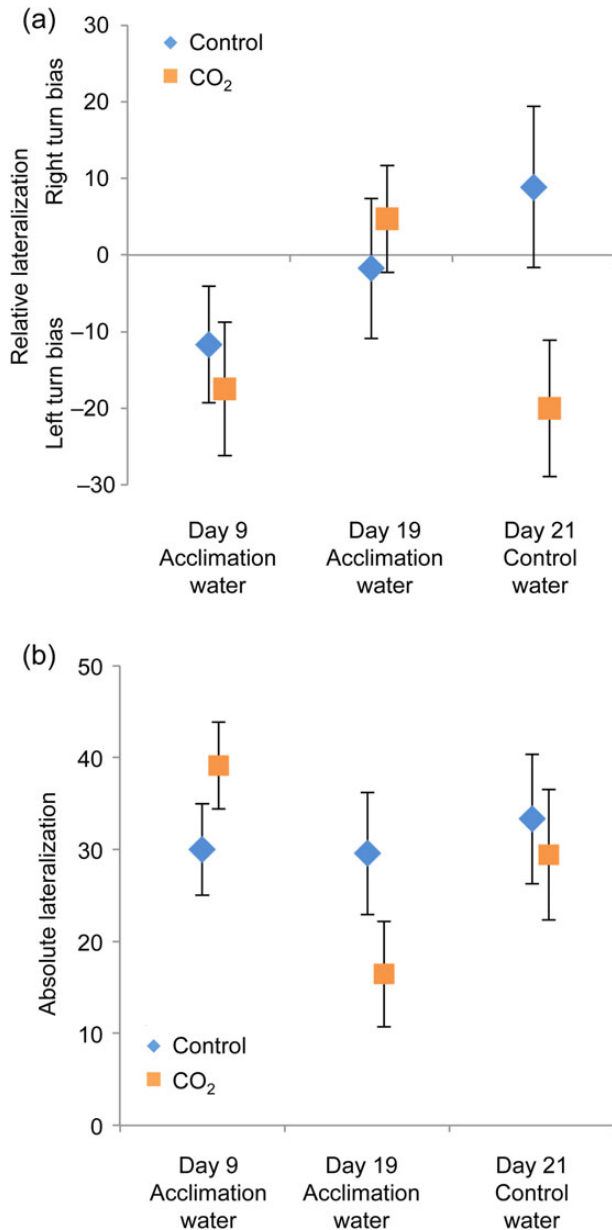 (a)
30
20
10
0
–10
–20
–30
Right turn bias
Relative lateralization
Left turn bias
Control
CO₂
Day 9
Acclimation
water
Day 19
Acclimation
water
Day 21
Control
water
(b)
50
40
30
20
10
0
Absolute lateralization
Control
CO₂
Day 9
Acclimation
water
Day 19
Acclimation
water
Day 21
Control
water